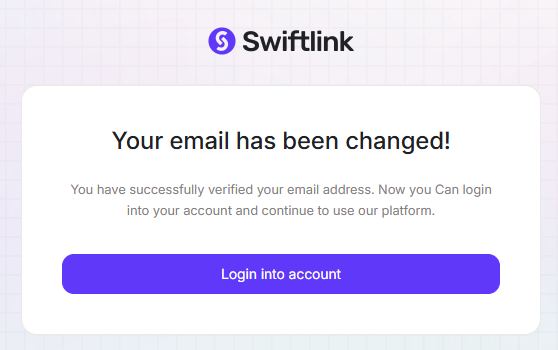 Swiftlink
Your email has been changed!
You have successfully verified your email address. Now you Can login
into your account and continue to use our platform.
Login into account